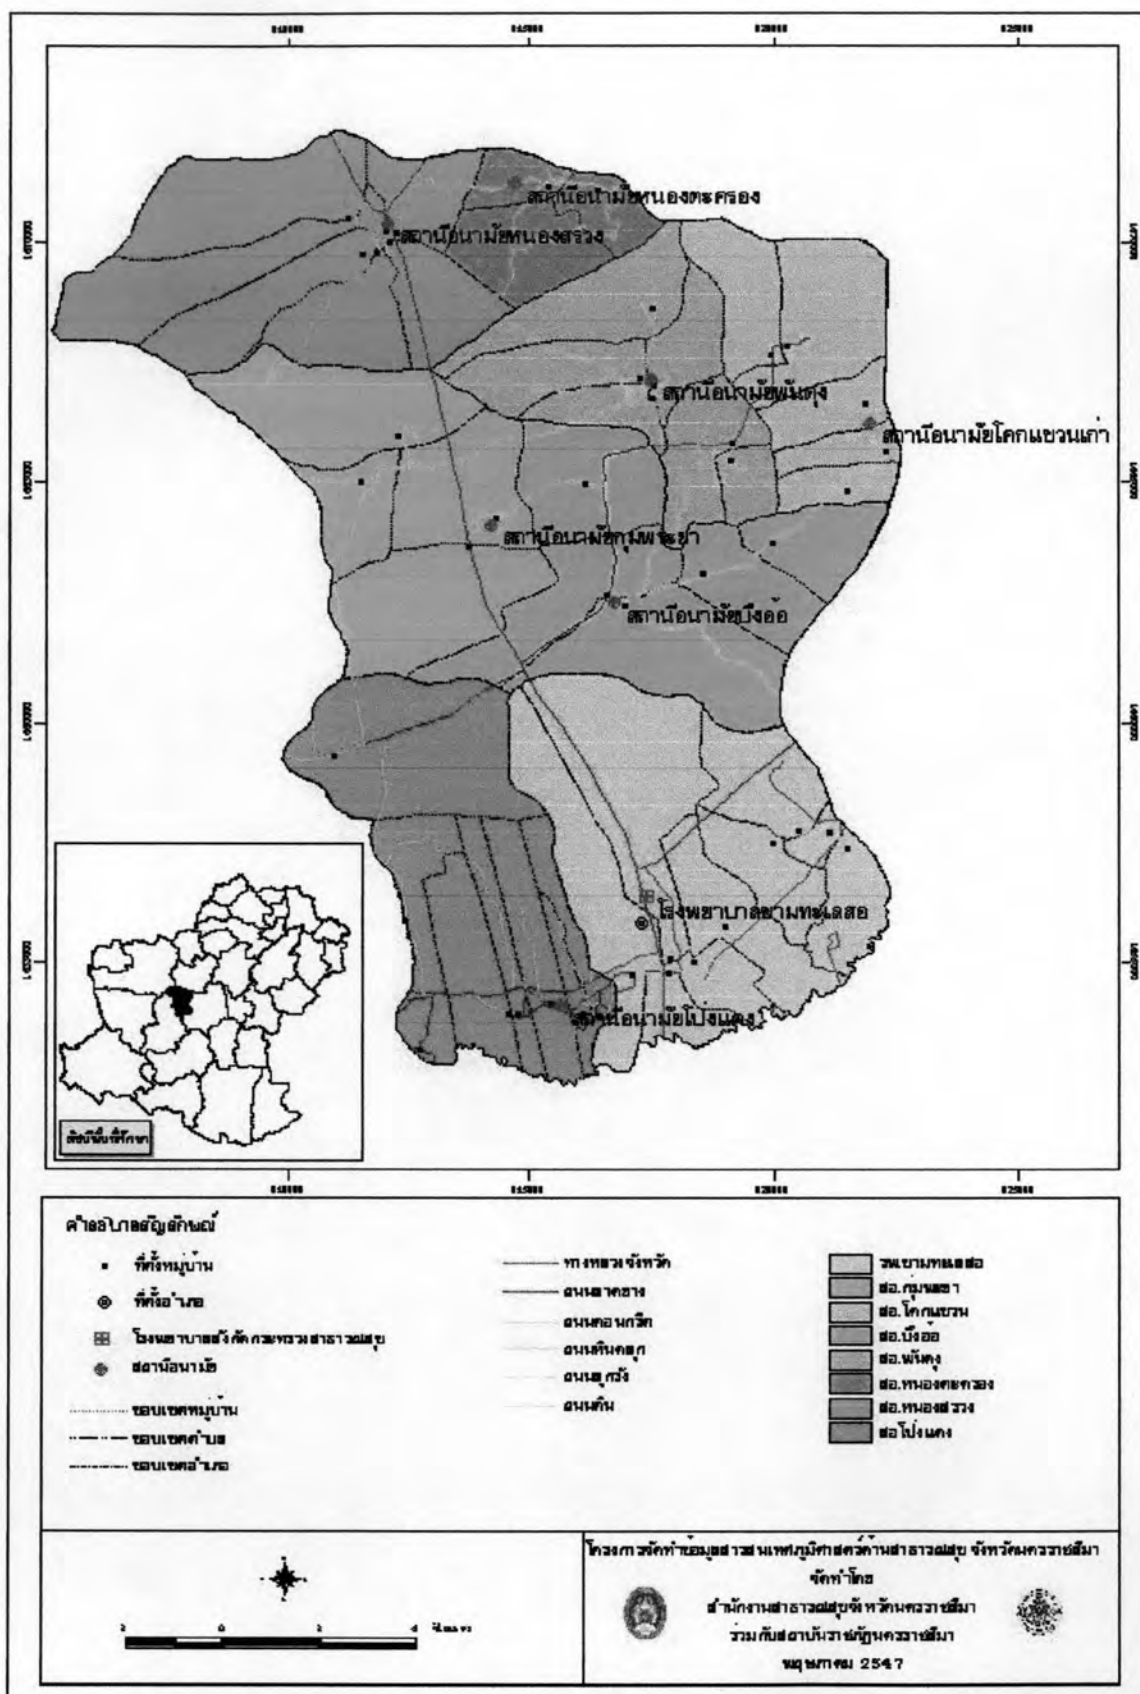 สถานีอนามัยหนองตะครอง
สถานีอนามัยหนองสรวง
สถานีอนามัยพันดุง
สถานีอนามัยโคกแขวนเก่า
สถานีอนามัยกุ่มพะยา
สถานีอนามัยบึงอ้อ
โรงพยาบาลขามทะเลสอ
สถานีอนามัยโป่งแดง
ดัชนีพื้นที่ศึกษา
คำอธิบายสัญลักษณ์
ที่ตั้งหมู่บ้าน
ที่ตั้งอำเภอ
โรงพยาบาลสังกัดกระทรวงสาธารณสุข
สถานีอนามัย
ขอบเขตหมู่บ้าน
ขอบเขตตำบล
ขอบเขตอำเภอ
ทางหลวงจังหวัด
ถนนลาดยาง
ถนนคอนกรีต
ถนนหินคลุก
ถนนลูกรัง
ถนนดิน
รพ.ขามทะเลสอ
สอ.กุ่มพะยา
สอ.โคกแขวน
สอ.บึงอ้อ
สอ.พันดุง
สอ.หนองตะครอง
สอ.หนองสรวง
สอ โป่งแดง
โครงการจัดทำข้อมูลสารสนเทศภูมิศาสตร์ด้านสาธารณสุข จังหวัดนครราชสีมา
จัดทำโดย
สำนักงานสาธารณสุขจังหวัดนครราชสีมา
ร่วมกับสถาบันราชภัฏนครราชสีมา
พฤษภาคม 2547